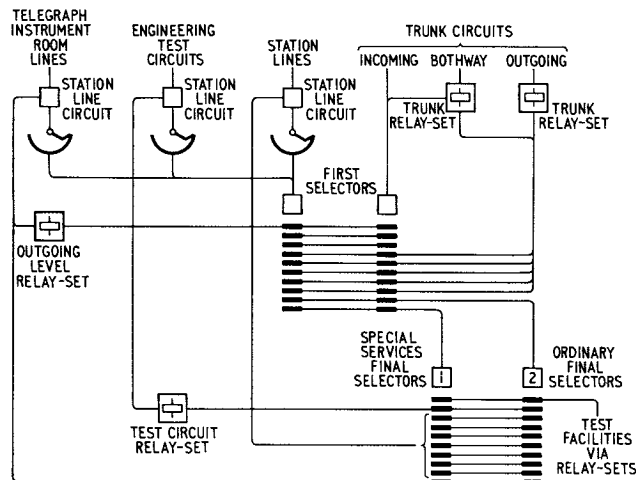 TELEGRAPH
INSTRUMENT
ROOM
LINES
ENGINEERING
TEST
CIRCUITS
STATION
LINES
TRUNK CIRCUITS
INCOMING BOTHWAY OUTGOING
STATION
LINE
CIRCUIT
STATION
LINE
CIRCUIT
STATION
LINE
CIRCUIT
TRUNK
RELAY-SET
TRUNK
RELAY-SET
FIRST
SELECTORS
OUTGOING
LEVEL
RELAY-SET
SPECIAL
SERVICES
FINAL
SELECTORS
1
2
ORDINARY
FINAL
SELECTORS
TEST CIRCUIT
RELAY-SET
TEST
FACILITIES
VIA
RELAY-SETS